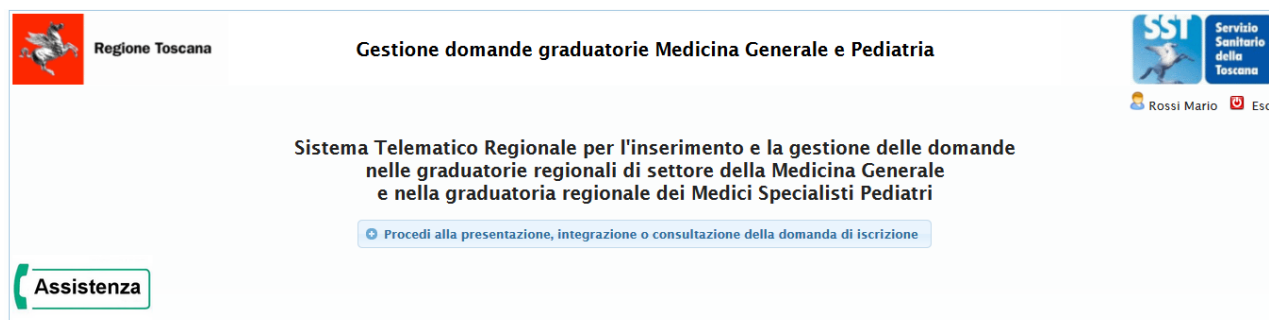 Regione Toscana
Gestione domande graduatorie Medicina Generale e Pediatria
SST
Servizio
Sanitario
della
Toscana
Rossi Mario
Sistema Telematico Regionale per l'inserimento e la gestione delle domande
nelle graduatorie regionali di settore della Medicina Generale
e nella graduatoria regionale dei Medici Specialisti Pediatri
Procedi alla presentazione, integrazione o consultazione della domanda di iscrizione
Assistenza